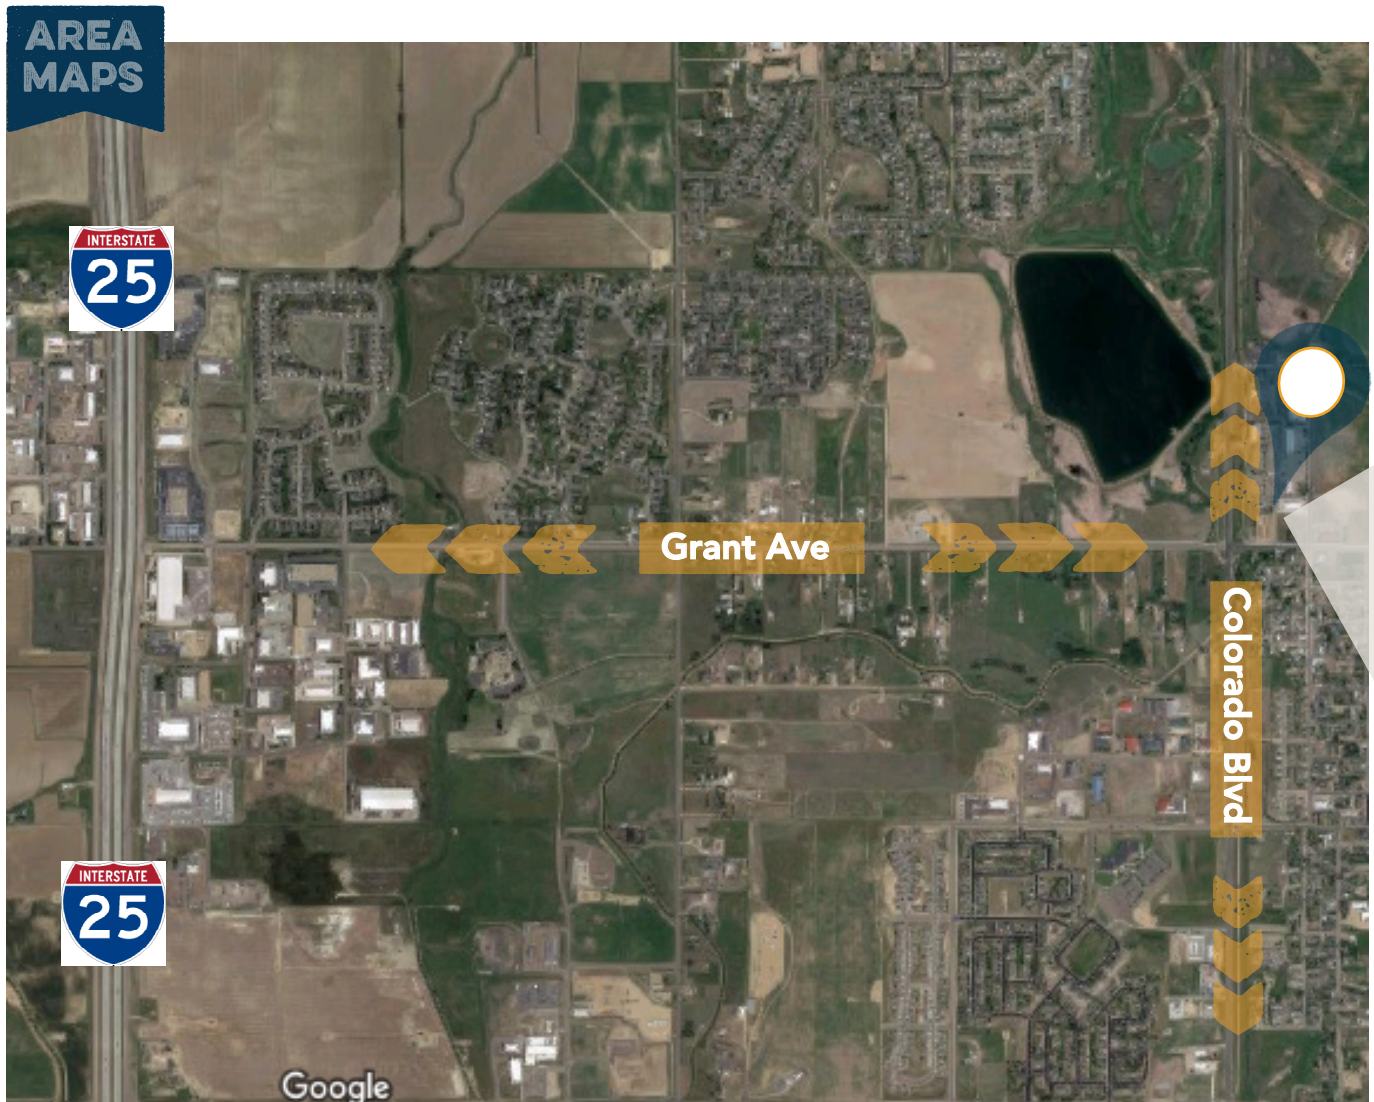 AREA
MAPS
INTERSTATE
25
Grant Ave
Colorado Blvd
INTERSTATE
25
Google